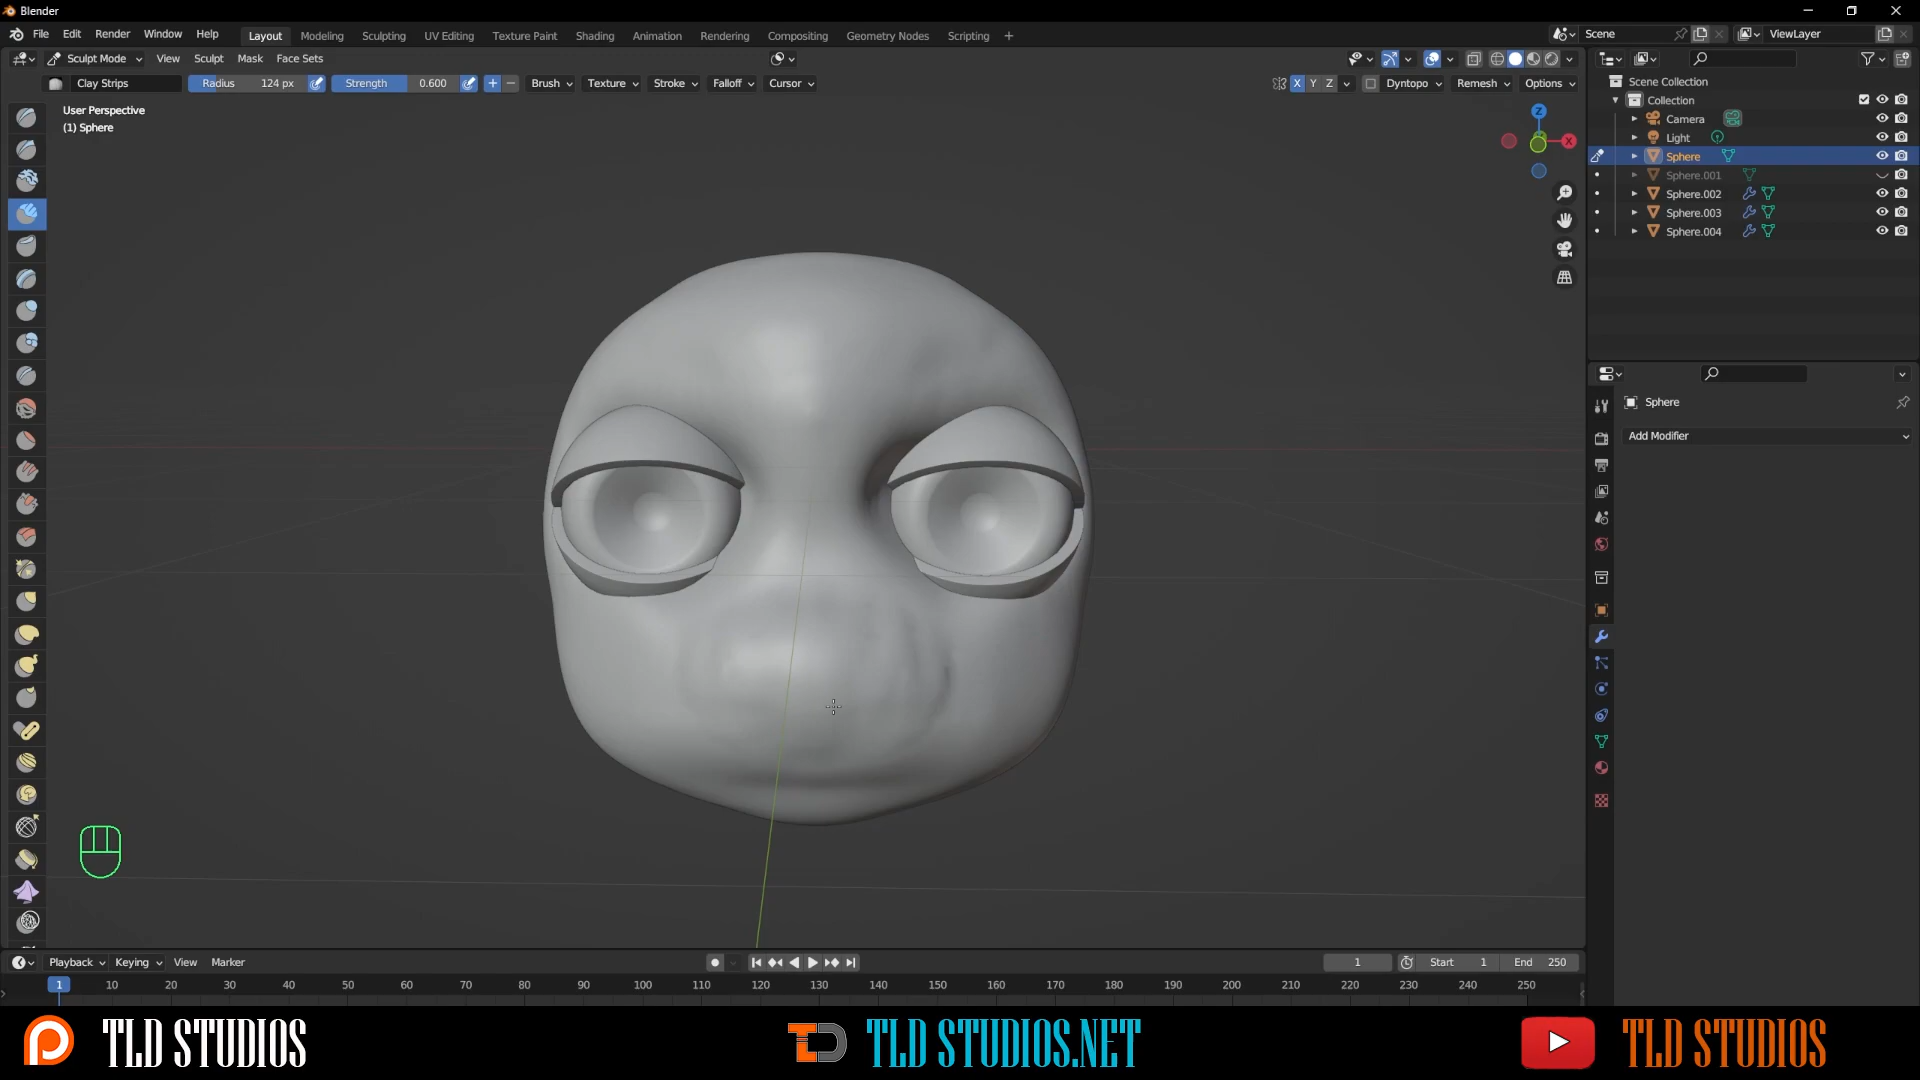 Blender
File Edit Render Window Help Layout Modeling Sculpting UV Editing Texture Paint Shading Animation Rendering Compositing Geometry Nodes Scripting + Scene ViewLayer
Sculpt Mode View Sculpt Mask Face Sets
Clay Strips Radius 124 px Strength 0.600 Brush Texture Stroke Falloff Cursor X Y Z Dyntopo Remesh Options
User Perspective
(1) Sphere
Z
X
Scene Collection
Collection
Camera
Light
Sphere
Sphere.001
Sphere.002
Sphere.003
Sphere.004
Sphere
Add Modifier
Playback Keying View Marker 1 Start 1 End 250
1 10 20 30 40 50 60 70 80 90 100 110 120 130 140 150 160 170 180 190 200 210 220 230 240 250
TLD STUDIOS TD TLD STUDIOS.NET TLD STUDIOS